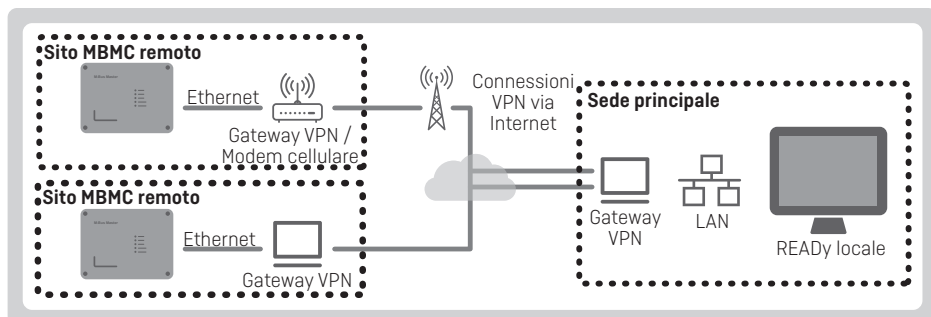 Sito MBMC remoto
Ethernet
Gateway VPN /
Modem cellulare
Connessioni
VPN via
Internet
Sito MBMC remoto
Ethernet
Gateway VPN
Sede principale
Gateway
VPN
LAN
READy locale